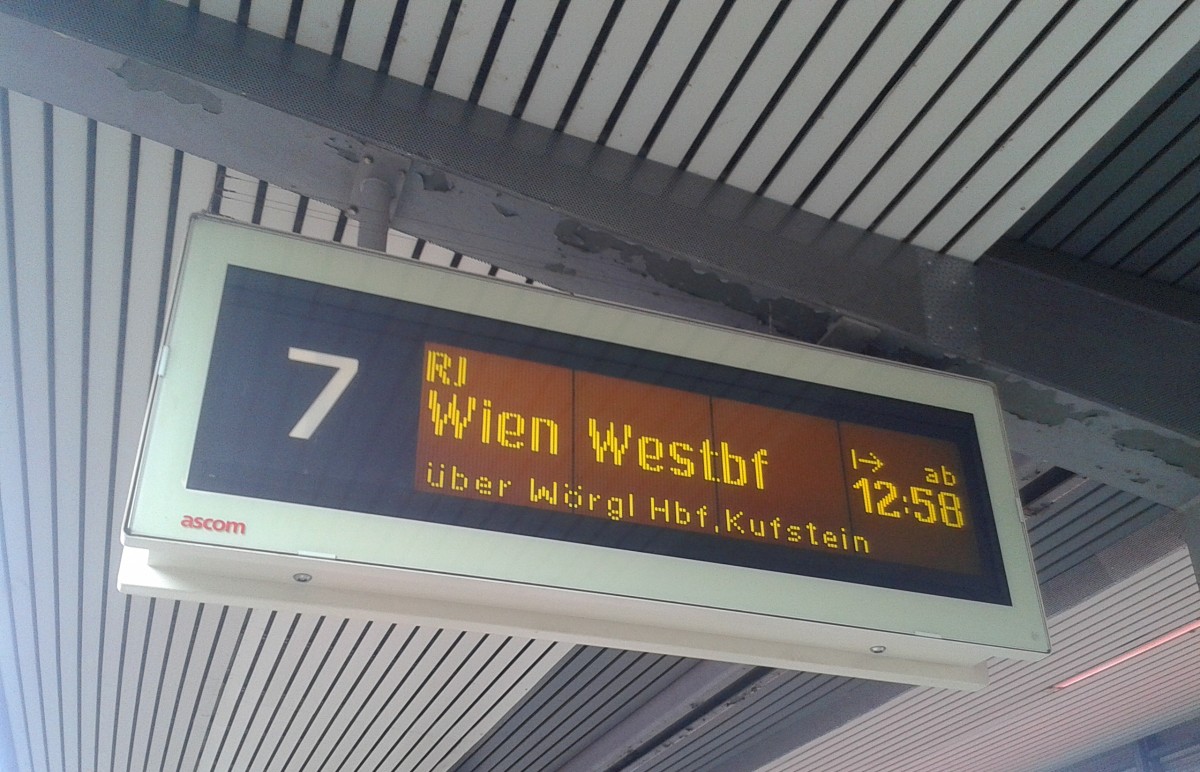 7
RJ
Wien Westbf
über Wörgl Hbf,Kufstein
ab
12:58
ascom